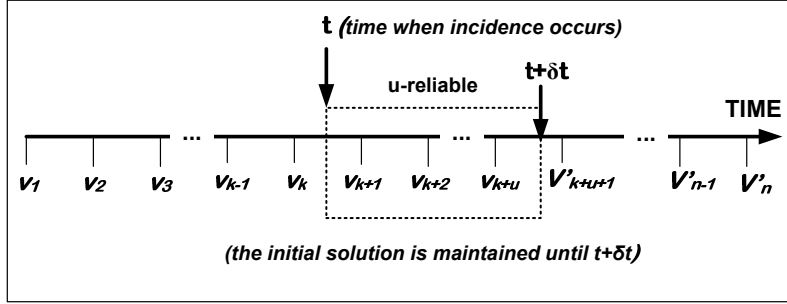 t (time when incidence occurs)
t+δt
u-reliable
TIME
... ... ...
v1 v2 v3 vk-1 vk vk+1 vk+2 vk+u V'k+u+1 V'n-1 V'n
(the initial solution is maintained until t+δt)